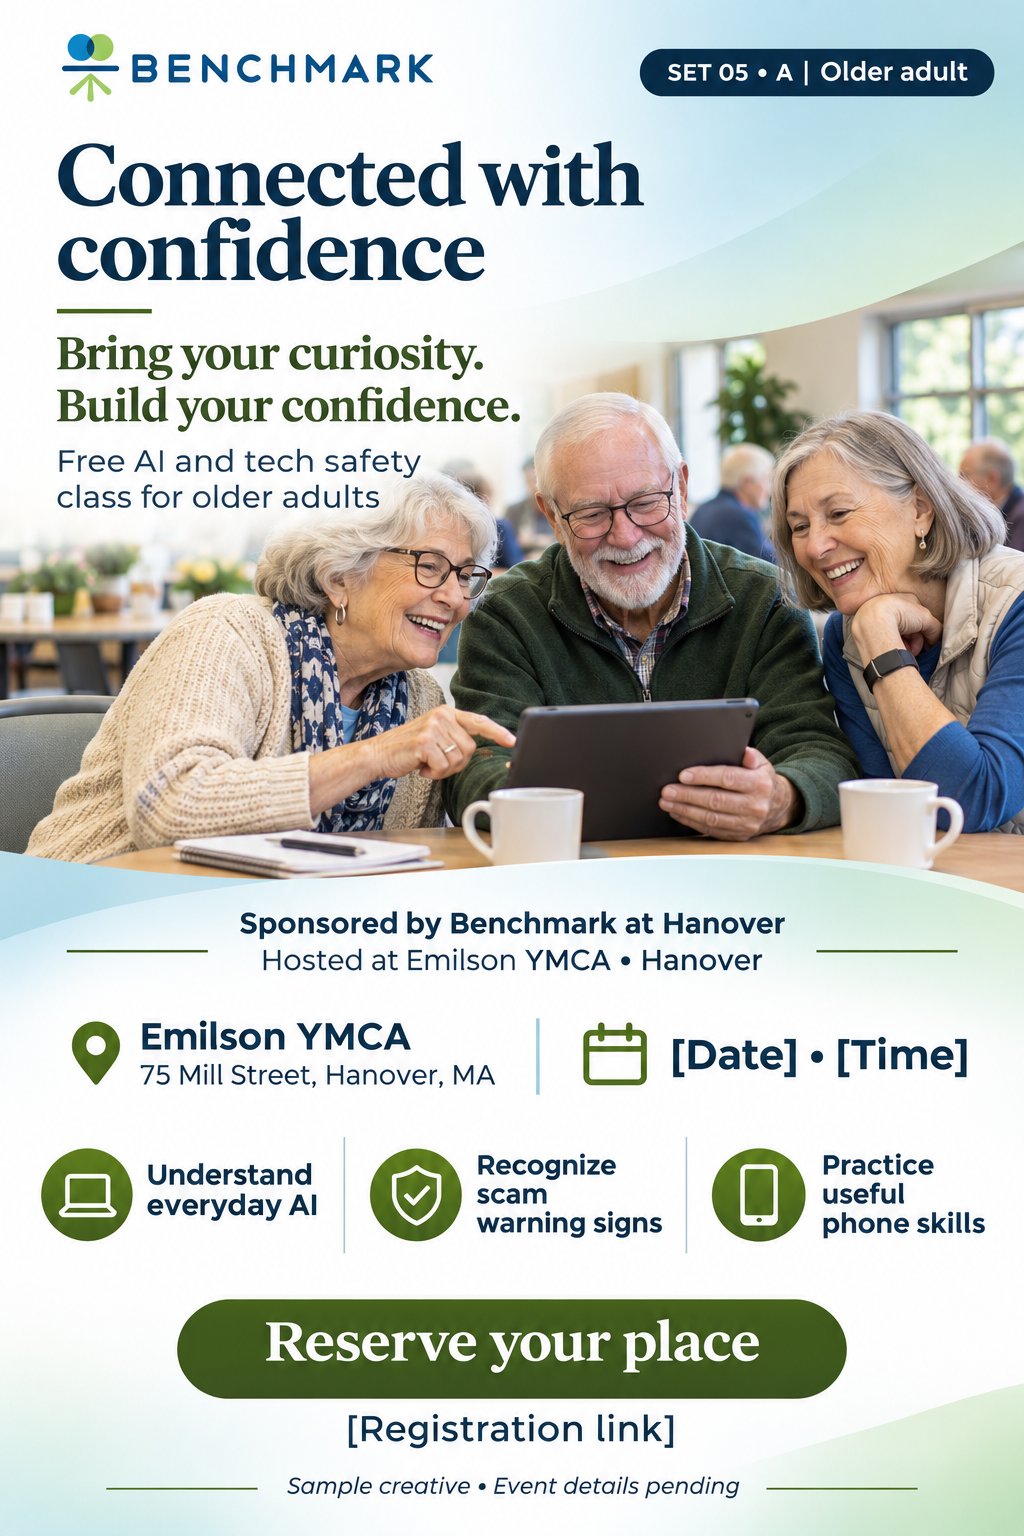 BENCHMARK
SET 05 • A | Older adult
Connected with
confidence
Bring your curiosity.
Build your confidence.
Free AI and tech safety
class for older adults
Sponsored by Benchmark at Hanover
Hosted at Emilson YMCA • Hanover
Emilson YMCA
75 Mill Street, Hanover, MA
[Date] • [Time]
Understand
everyday AI
Recognize
scam
warning signs
Practice
useful
phone skills
Reserve your place
[Registration link]
Sample creative • Event details pending